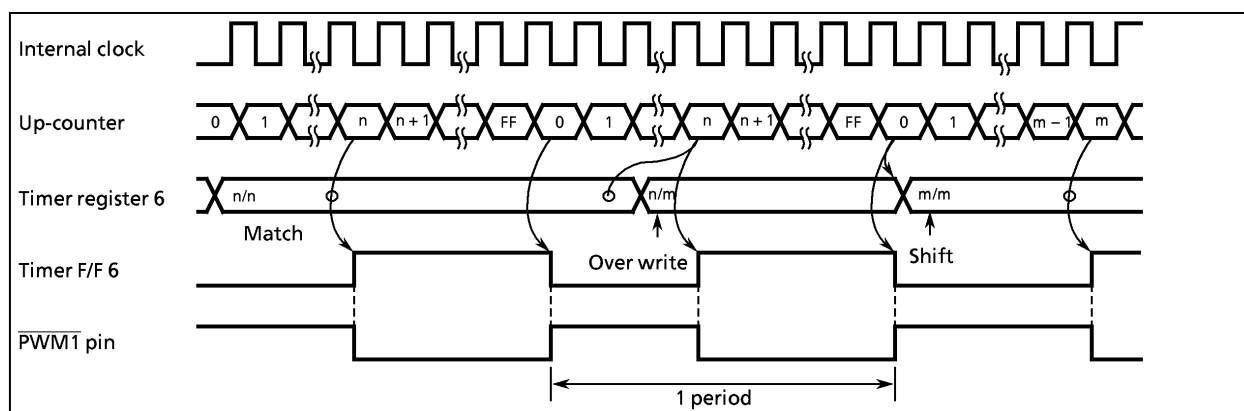 Internal clock
Up-counter
0 1 n n + 1 FF 0 1 n n + 1 FF 0 1 m – 1 m
Timer register 6
n/n n/m m/m
Match
Over write
Shift
Timer F/F 6
PWM1 pin
1 period